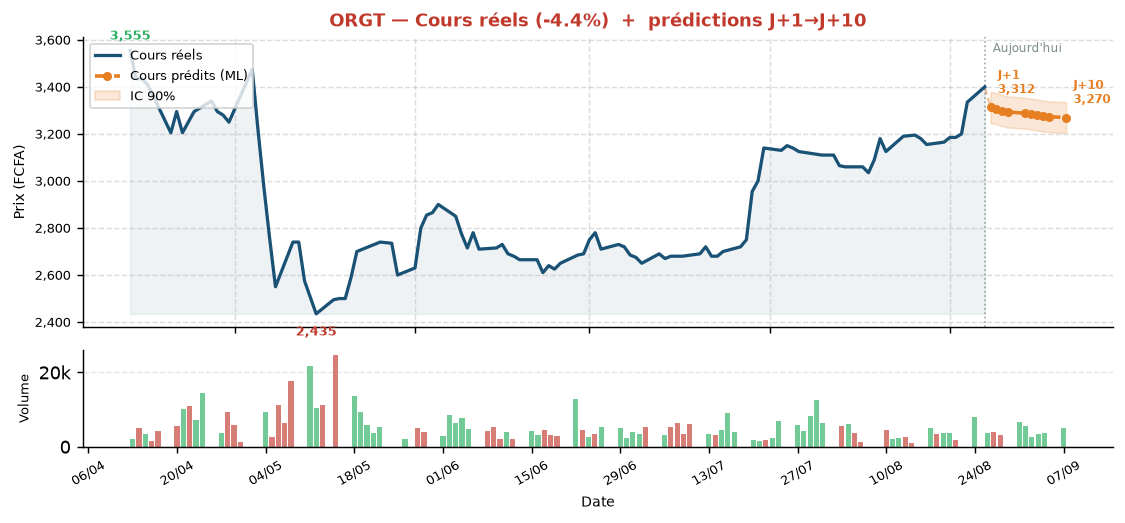 ORGT — Cours réels (-4.4%)  +  prédictions J+1→J+10
3,555
Cours réels
Cours prédits (ML)
IC 90%
Aujourd'hui
J+1
3,312
J+10
3,270
3,600
3,400
3,200
3,000
2,800
2,600
2,400
Prix (FCFA)
2,435
20k
0
Volume
06/04
20/04
04/05
18/05
01/06
15/06
29/06
13/07
27/07
10/08
24/08
07/09
Date